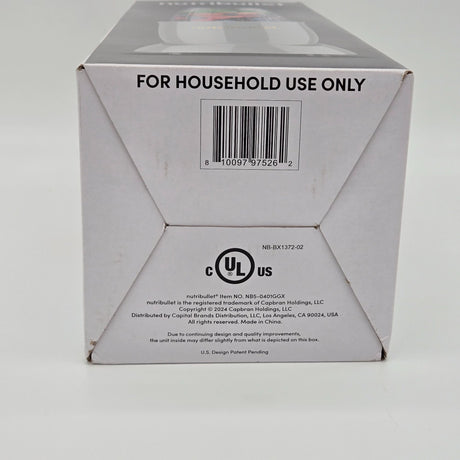 nutribullet
FOR HOUSEHOLD USE ONLY
8 10097 97526 2
NB-BX1372-02
C UL US
nutribullet® Item NO. NB5-0401GGX
nutribullet is the registered trademark of Capbran Holdings, LLC
Copyright © 2024 Capbran Holdings, LLC
Distributed by Capital Brands Distribution, LLC, Los Angeles, CA 90024, USA
All rights reserved. Made in China.
Due to continuing design and quality improvements,
the unit inside may differ slightly from what is depicted on this box.
U.S. Design Patent Pending